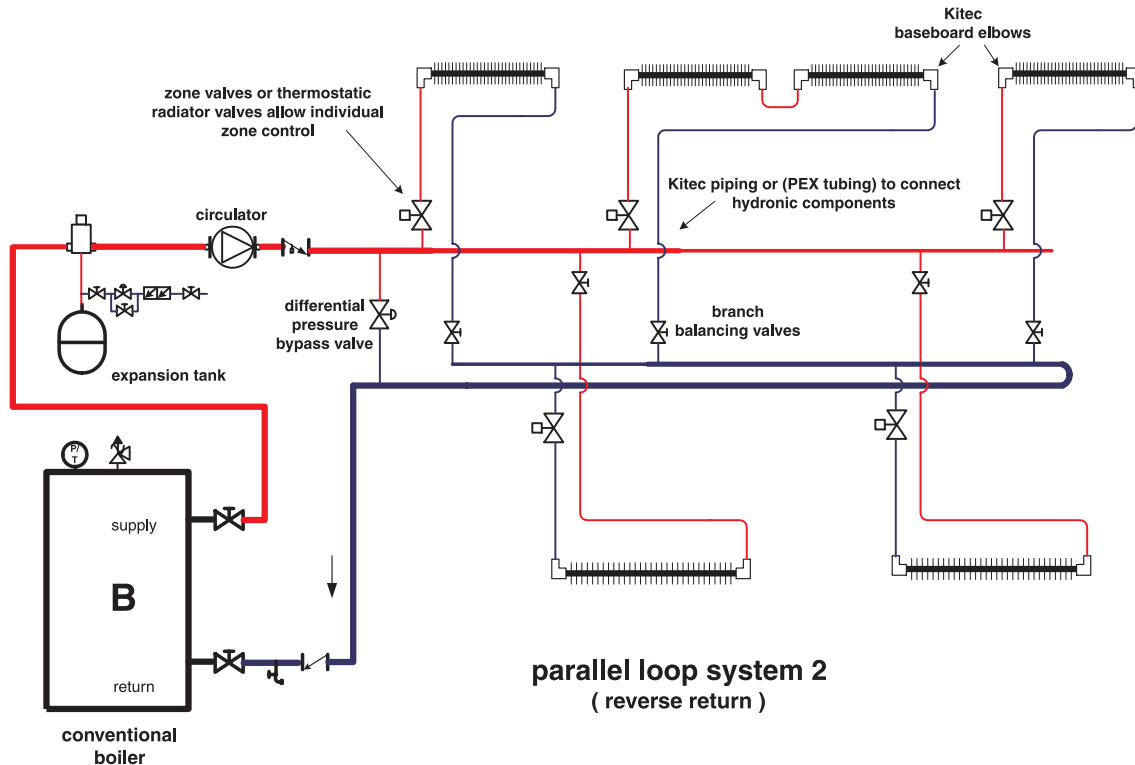 Kitec
baseboard elbows
zone valves or thermostatic
radiator valves allow individual
zone control
Kitec piping or (PEX tubing) to connect
hydronic components
circulator
differential
pressure
bypass valve
branch
balancing valves
expansion tank
P/
T
supply
B
return
conventional
boiler
parallel loop system 2
( reverse return )